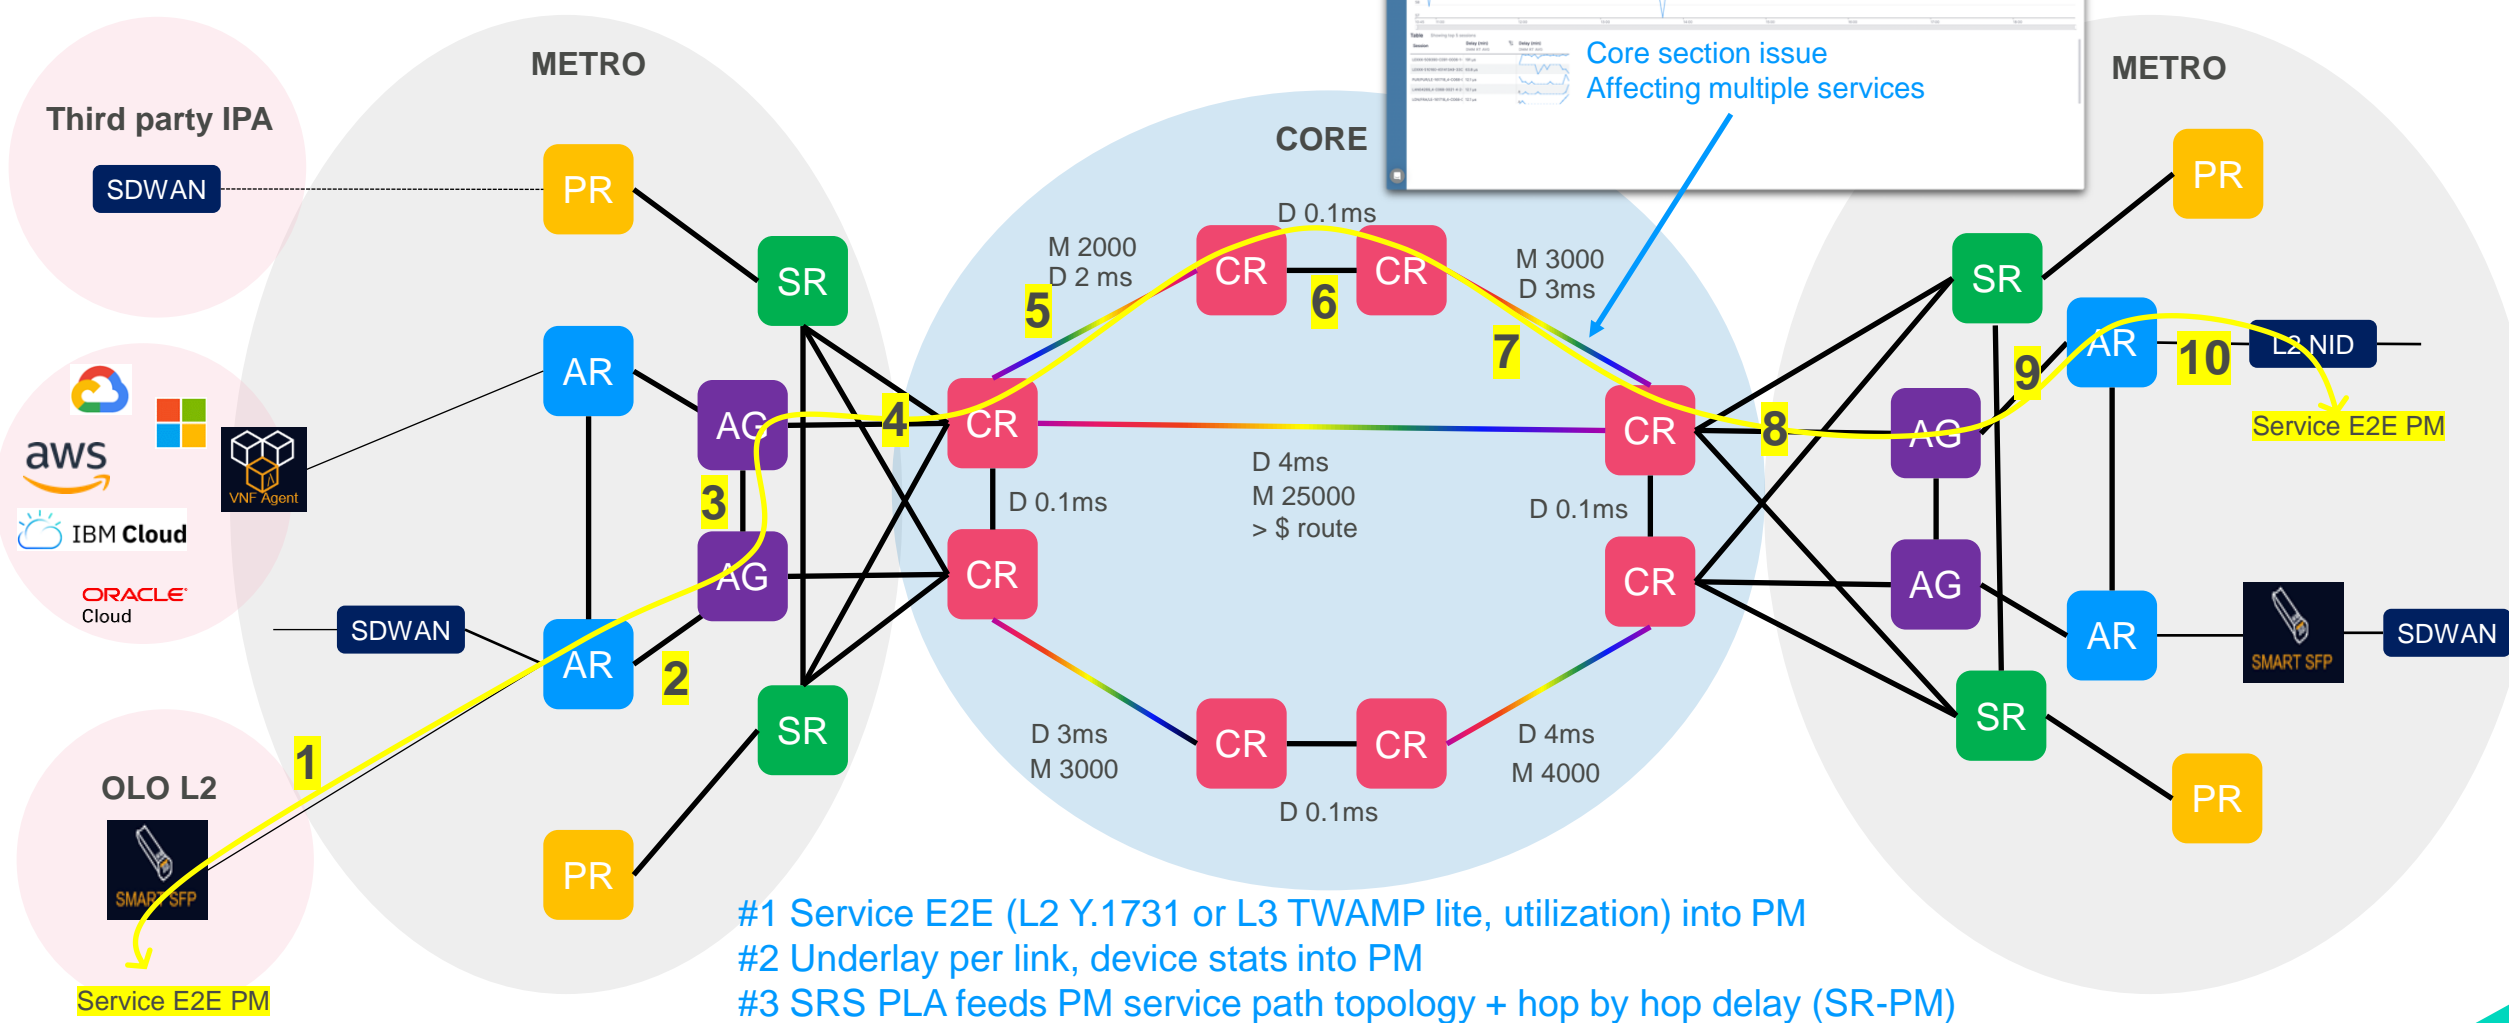 Table
Session
Delay (min)
Delay (min)
Core section issue
Affecting multiple services
METRO
METRO
Third party IPA
CORE
SDWAN
PR
PR
SR
SR
D 0.1ms
M 2000
D 2 ms
M 3000
D 3ms
CR
CR
5
6
7
AR
AR
L2 NID
9
10
Service E2E PM
aws
VNF Agent
IBM Cloud
ORACLE
Cloud
AG
4
CR
CR
8
AG
D 4ms
M 25000
> $ route
3
D 0.1ms
D 0.1ms
AG
CR
CR
AG
SDWAN
AR
2
AR
SMART SFP
SDWAN
1
SR
SR
D 3ms
M 3000
CR
CR
D 4ms
M 4000
D 0.1ms
OLO L2
SMART SFP
PR
PR
Service E2E PM
#1 Service E2E (L2 Y.1731 or L3 TWAMP lite, utilization) into PM
#2 Underlay per link, device stats into PM
#3 SRS PLA feeds PM service path topology + hop by hop delay (SR-PM)